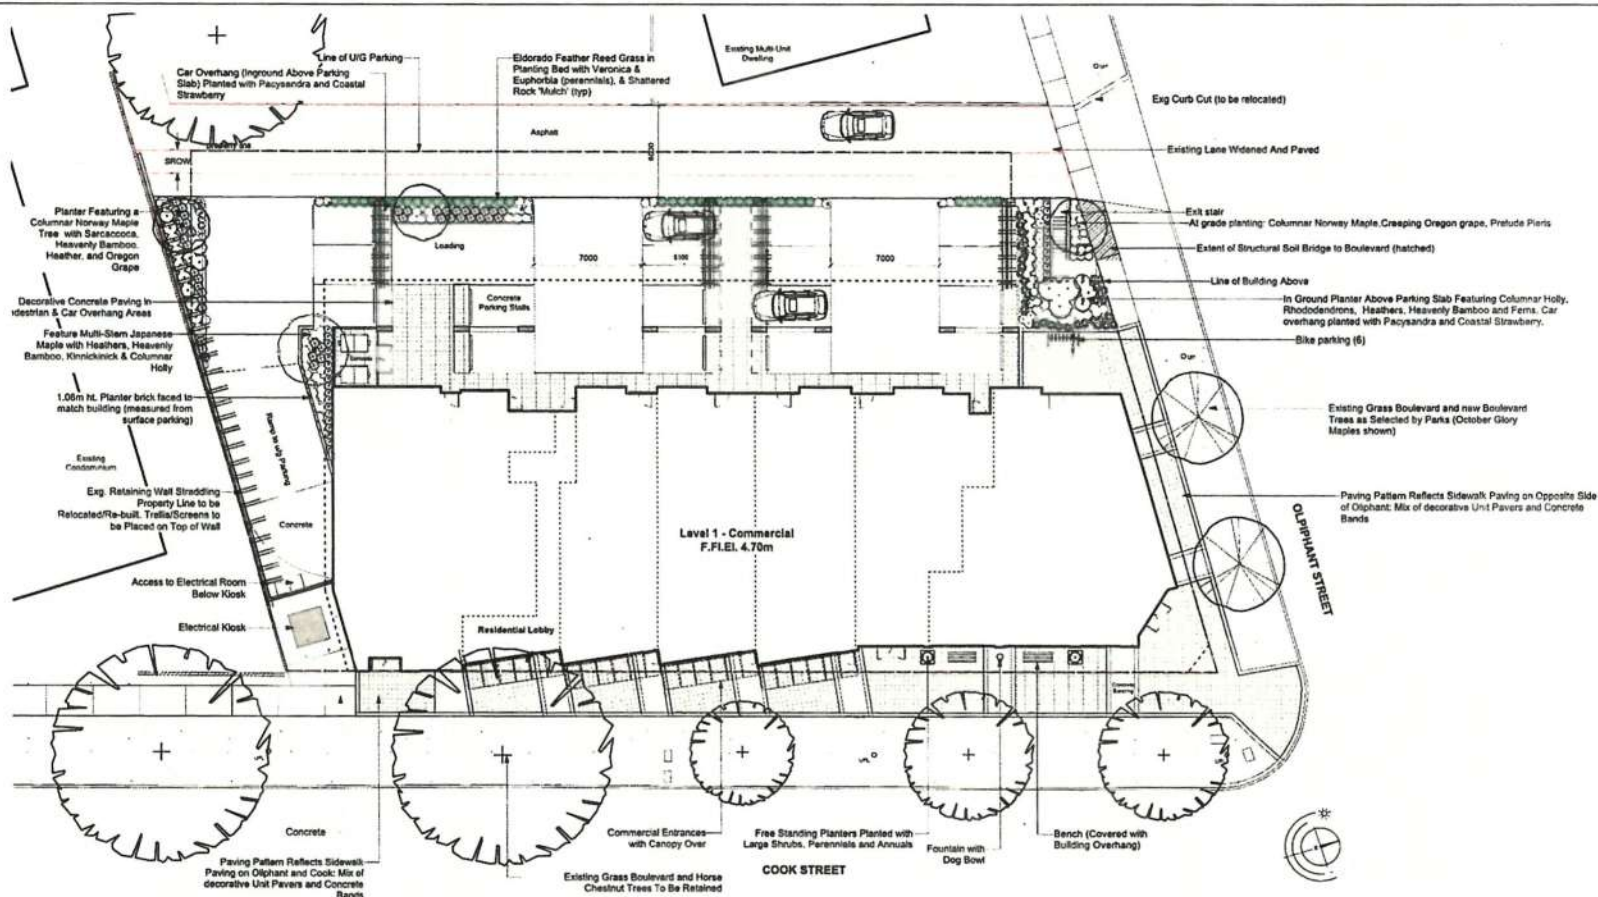 Line of U/G Parking
Car Overhang (Inground Above Parking
Slab) Planted with Pacysandra and Coastal
Strawberry
Eldorado Feather Reed Grass in
Planting Bed with Veronica &
Euphorbia (perennials), & Shattered
Rock 'Mulch' (typ)
Existing Multi-Unit
Dwelling
Exg Curb Cut (to be relocated)
Asphalt
6000
Existing Lane Widened And Paved
SROW
Planter Featuring a
Columnar Norway Maple
Tree with Sarcaccoca,
Heavenly Bamboo,
Heather, and Oregon
Grape
Exit stair
At grade planting: Columnar Norway Maple,Creeping Oregon grape, Prelude Pieris
Extent of Structural Soil Bridge to Boulevard (hatched)
Line of Building Above
Loading
7000
5100
7000
Decorative Concrete Paving in
destrian & Car Overhang Areas
Concrete
Parking Stalls
In Ground Planter Above Parking Slab Featuring Columnar Holly,
Rhododendrons, Heathers, Heavenly Bamboo and Ferns. Car
overhang planted with Pacysandra and Coastal Strawberry.
Bike parking (6)
Feature Multi-Stem Japanese
Maple with Heathers, Heavenly
Bamboo, Kinnickinick & Columnar
Holly
1.06m ht. Planter brick faced to
match building (measured from
surface parking)
Existing Grass Boulevard and new Boulevard
Trees as Selected by Parks (October Glory
Maples shown)
Existing
Condominium
Ramp to u/g Parking
Exg. Retaining Wall Straddling
Property Line to be
Relocated/Re-built. Trellis/Screens to
be Placed on Top of Wall
Concrete
Paving Pattern Reflects Sidewalk Paving on Opposite Side
of Oliphant: Mix of decorative Unit Pavers and Concrete
Bands
Level 1 - Commercial
F.Fl.El. 4.70m
OLPIPHANT STREET
Access to Electrical Room
Below Kiosk
Electrical Kiosk
Residential Lobby
Concrete
Commercial Entrances
with Canopy Over
Free Standing Planters Planted with
Large Shrubs, Perennials and Annuals
Fountain with
Dog Bowl
Bench (Covered with
Building Overhang)
Paving Pattern Reflects Sidewalk
Paving on Oliphant and Cook: Mix of
decorative Unit Pavers and Concrete
Bands
Existing Grass Boulevard and Horse
Chestnut Trees To Be Retained
COOK STREET